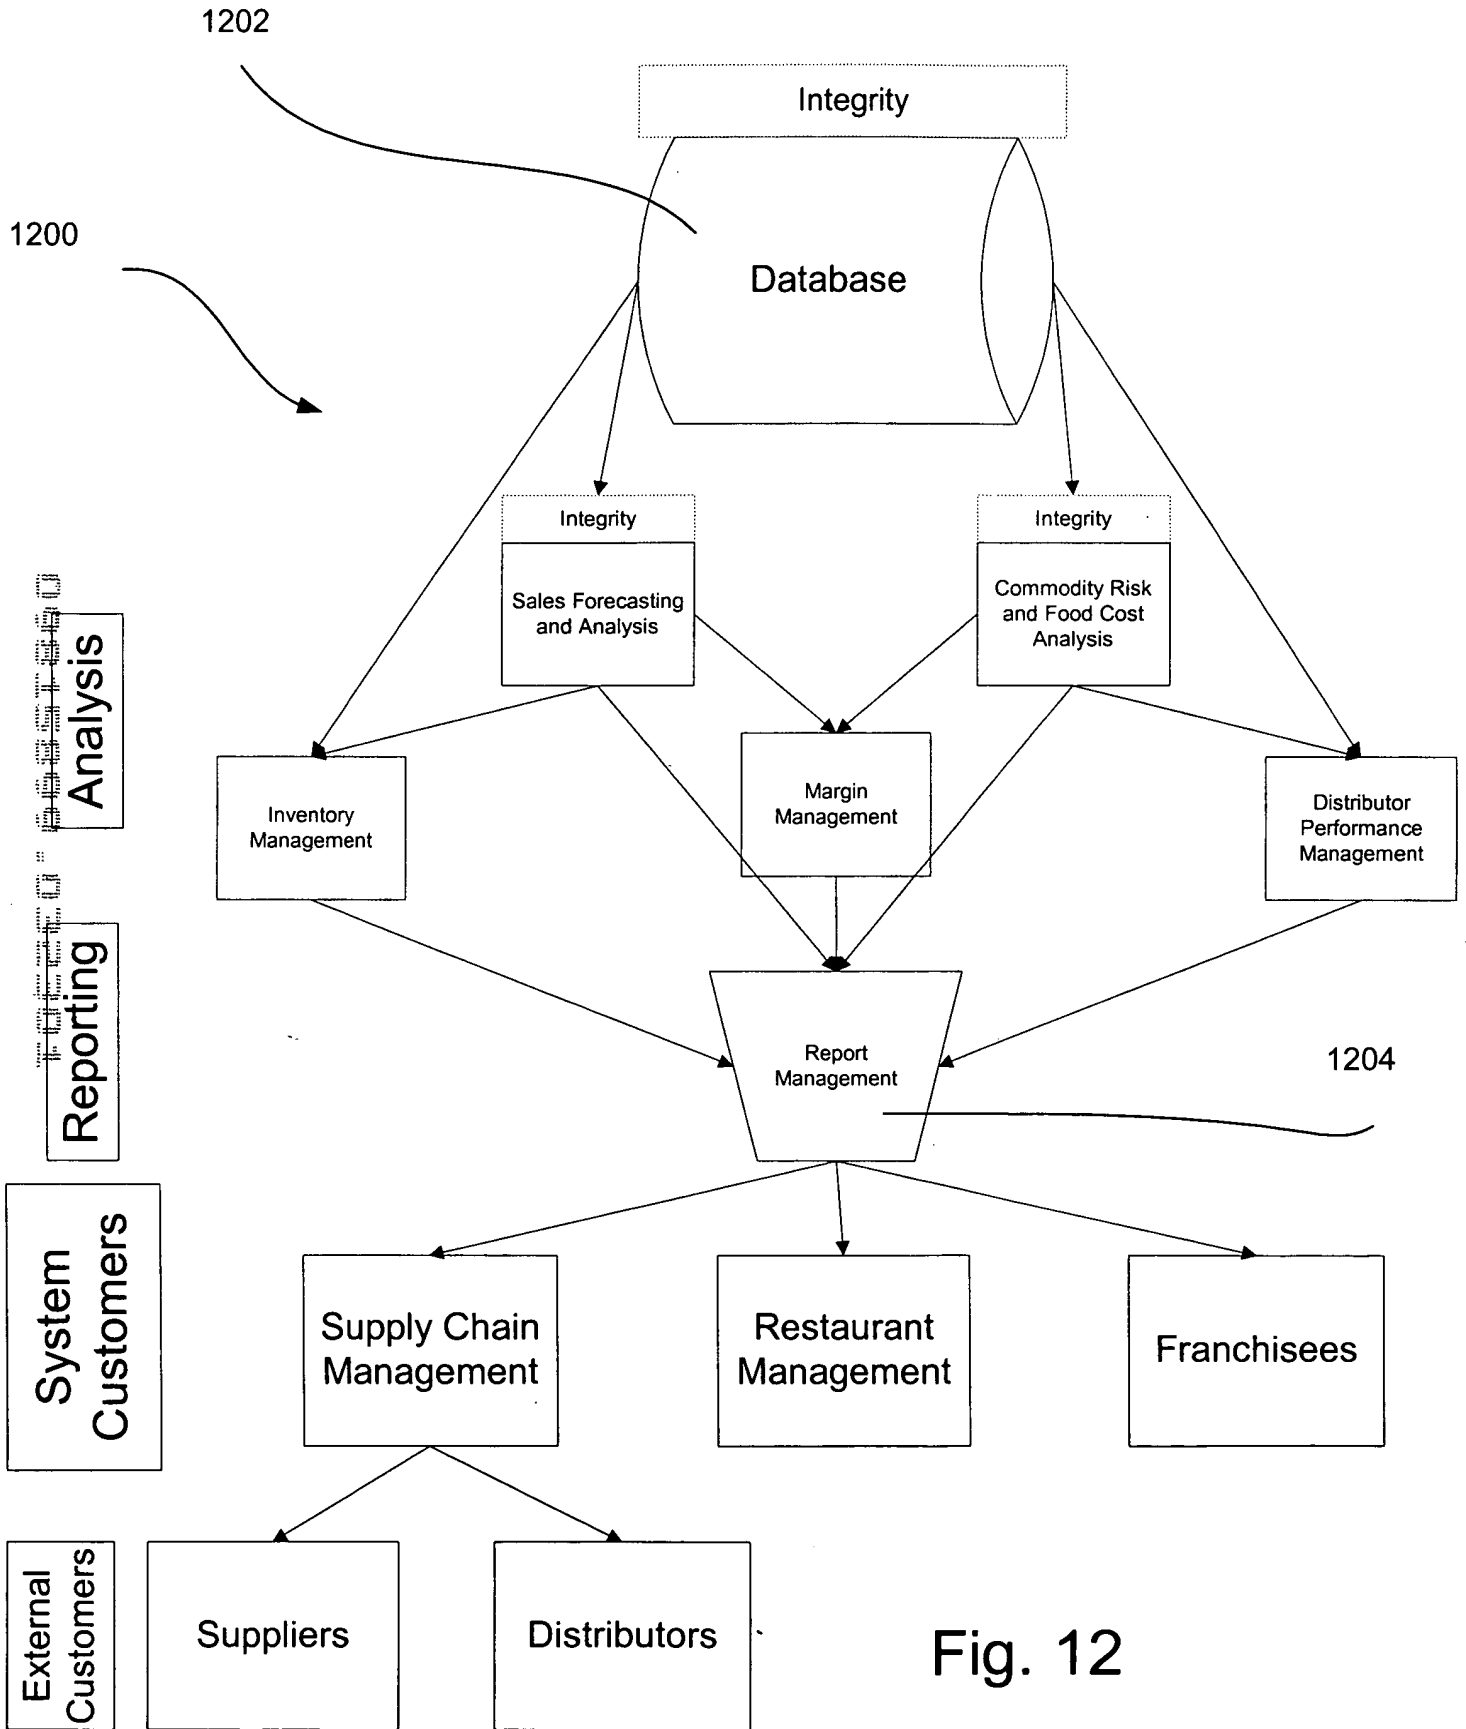 1202
Integrity
1200
Database
Integrity
Integrity
Sales Forecasting
and Analysis
Commodity Risk
and Food Cost
Analysis
Analysis
Inventory
Management
Margin
Management
Distributor
Performance
Management
Reporting
Report
Management
1204
System
Customers
Supply Chain
Management
Restaurant
Management
Franchisees
External
Customers
Suppliers
Distributors
Fig. 12